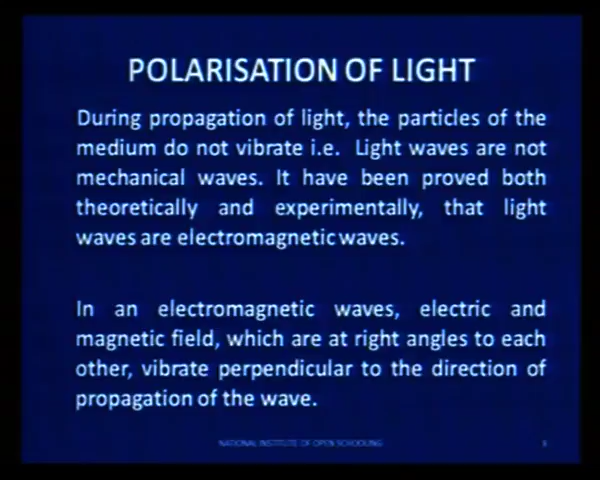 POLARISATION OF LIGHT
During propagation of light, the particles of the
medium do not vibrate i.e. Light waves are not
mechanical waves. It have been proved both
theoretically and experimentally, that light
waves are electromagnetic waves.
In an electromagnetic waves, electric and
magnetic field, which are at right angles to each
other, vibrate perpendicular to the direction of
propagation of the wave.
NATIONAL INSTITUTE OF OPEN SCHOOLING